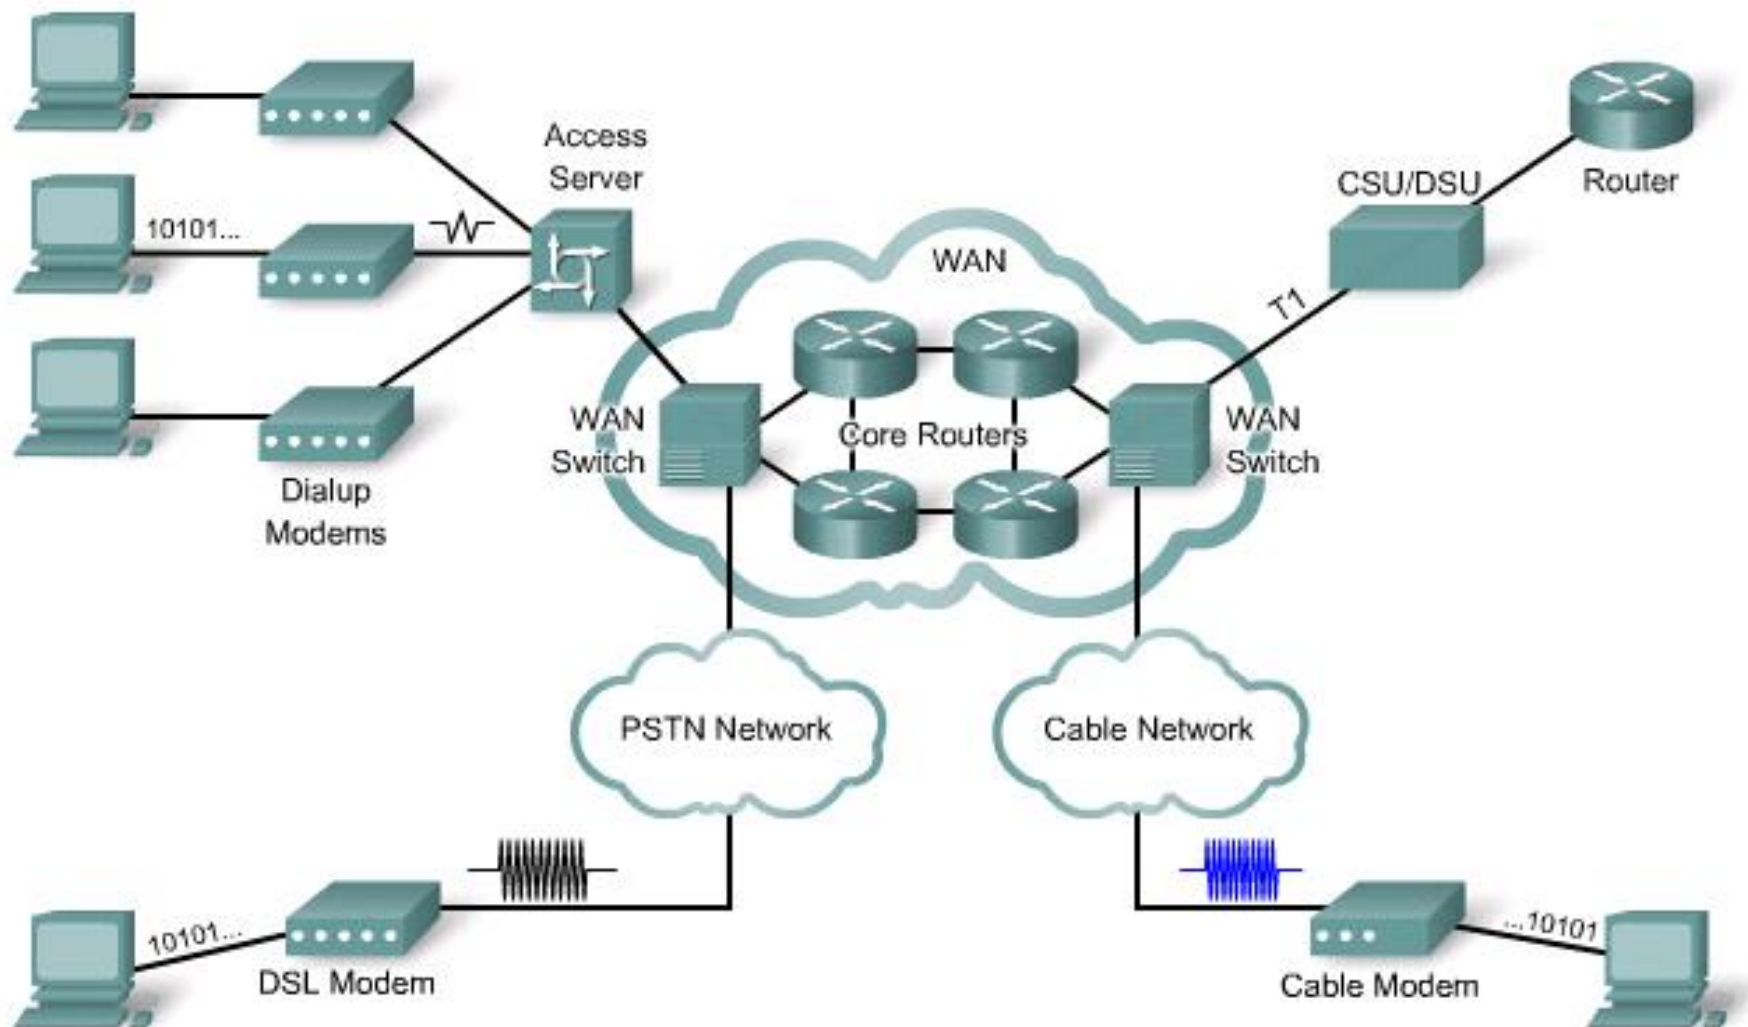 Access
Server
CSU/DSU
Router
10101...
WAN
T1
WAN
Switch
Core Routers
WAN
Switch
Dialup
Modems
PSTN Network
Cable Network
10101...
DSL Modem
...10101
Cable Modem